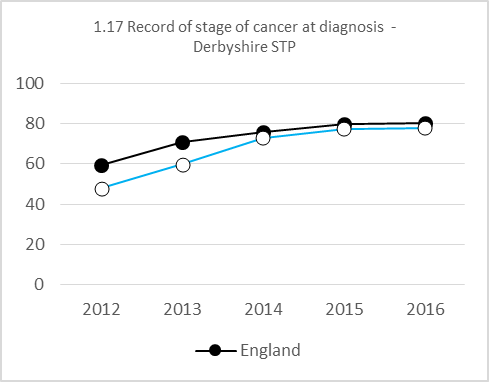 1.17 Record of stage of cancer at diagnosis -
Derbyshire STP
100
80
60
40
20
0
2012 2013 2014 2015 2016
England